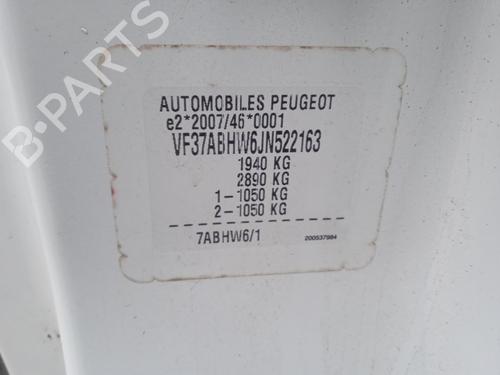 AUTOMOBILES PEUGEOT
e2*2007/46*0001
VF37ABHW6JN522163
1940 KG
2890 KG
1-1050 KG
2-1050 KG
7ABHW6/1 200537984